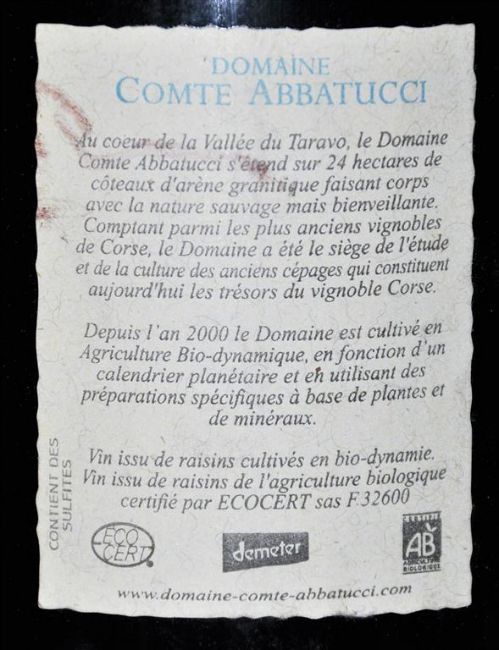 DOMAINE
COMTE ABBATUCCI
Au coeur de la Vallée du Taravo, le Domaine
Comte Abbatucci s'étend sur 24 hectares de
côteaux d'arène granitique faisant corps
avec la nature sauvage mais bienveillante.
Comptant parmi les plus anciens vignobles
de Corse, le Domaine a été le siège de l'étude
et de la culture des anciens cépages qui constituent
aujourd'hui les trésors du vignoble Corse.
Depuis l'an 2000 le Domaine est cultivé en
Agriculture Bio-dynamique, en fonction d'un
calendrier planétaire et en utilisant des
préparations spécifiques à base de plantes et
de minéraux.
Vin issu de raisins cultivés en bio-dynamie.
Vin issu de raisins de l'agriculture biologique
certifié par ECOCERT sas F.32600
CONTIENT DES
SULFITES
ECO
CERT
demeter
CERTIFIÉ
AB
AGRICULTURE
BIOLOGIQUE
www.domaine-comte-abbatucci.com